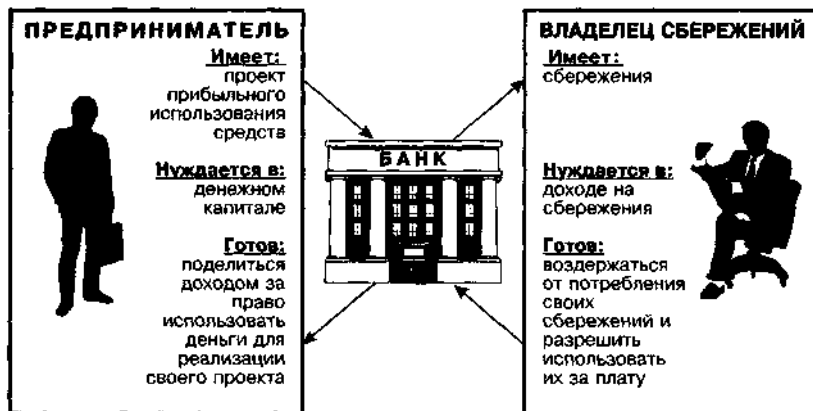 ПРЕДПРИНИМАТЕЛЬ
Имеет:
проект
прибыльного
использования
средств
Нуждается в:
денежном
капитале
Готов:
поделиться
доходом за
право
использовать
деньги для
реализации
своего проекта
БАНК
ВЛАДЕЛЕЦ СБЕРЕЖЕНИЙ
Имеет:
сбережения
Нуждается в:
доходе на
сбережения
Готов:
воздержаться
от потребления
своих
сбережений и
разрешить
использовать
их за плату